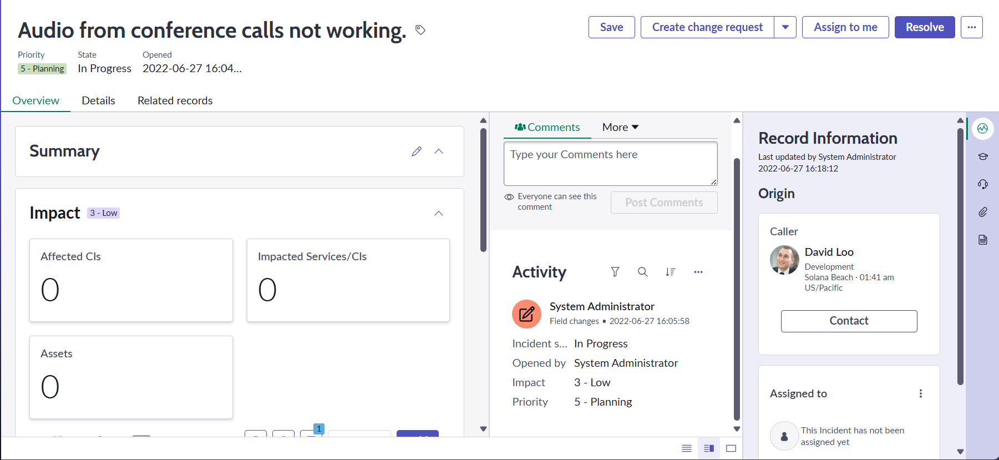 Audio from conference calls not working.
Save
Create change request
Assign to me
Resolve
Priority
State
Opened
5 - Planning
In Progress
2022-06-27 16:04...
Overview
Details
Related records
Summary
Impact
3 - Low
Affected CIs
0
Impacted Services/CIs
0
Assets
0
1
Comments
More
Type your Comments here
Everyone can see this
comment
Post Comments
Activity
System Administrator
Field changes • 2022-06-27 16:05:58
Incident s... In Progress
Opened by System Administrator
Impact 3 - Low
Priority 5 - Planning
Record Information
Last updated by System Administrator
2022-06-27 16:18:12
Origin
Caller
David Loo
Development
Solana Beach · 01:41 am
US/Pacific
Contact
Assigned to
This Incident has not been
assigned yet